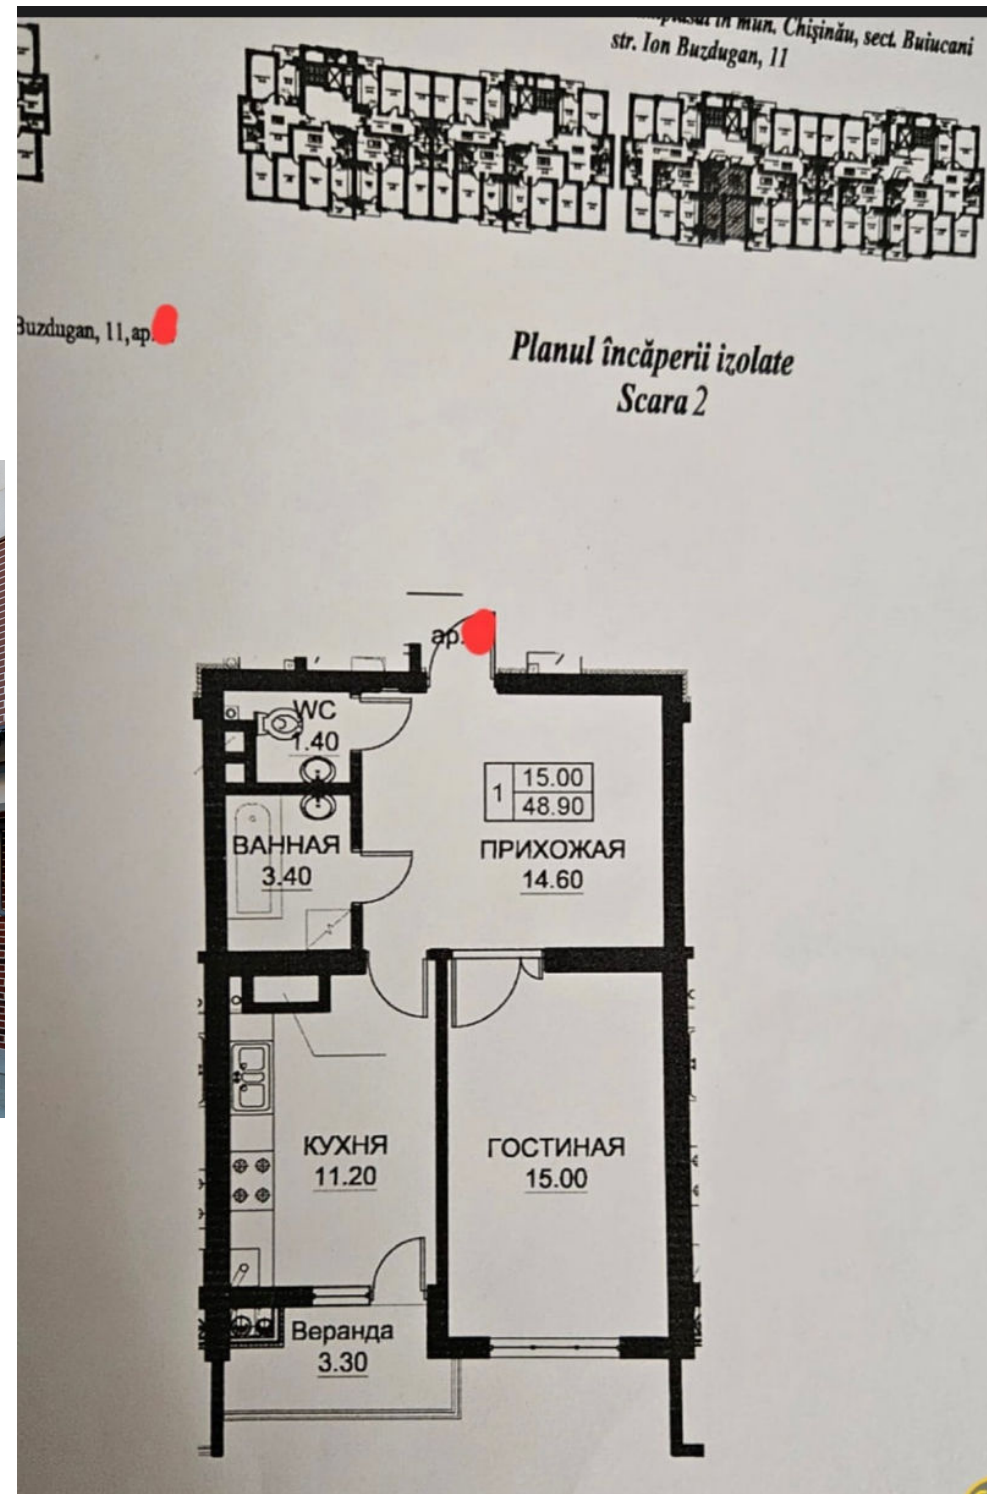 în mun. Chişinău, sect. Buiucani
str. Ion Buzdugan, 11
Buzdugan, 11, ap.
Planul încăperii izolate
Scara 2
ap.
WC
1.40
1
15.00
48.90
ВАННАЯ
3.40
ПРИХОЖАЯ
14.60
КУХНЯ
11.20
ГОСТИНАЯ
15.00
Веранда
3.30